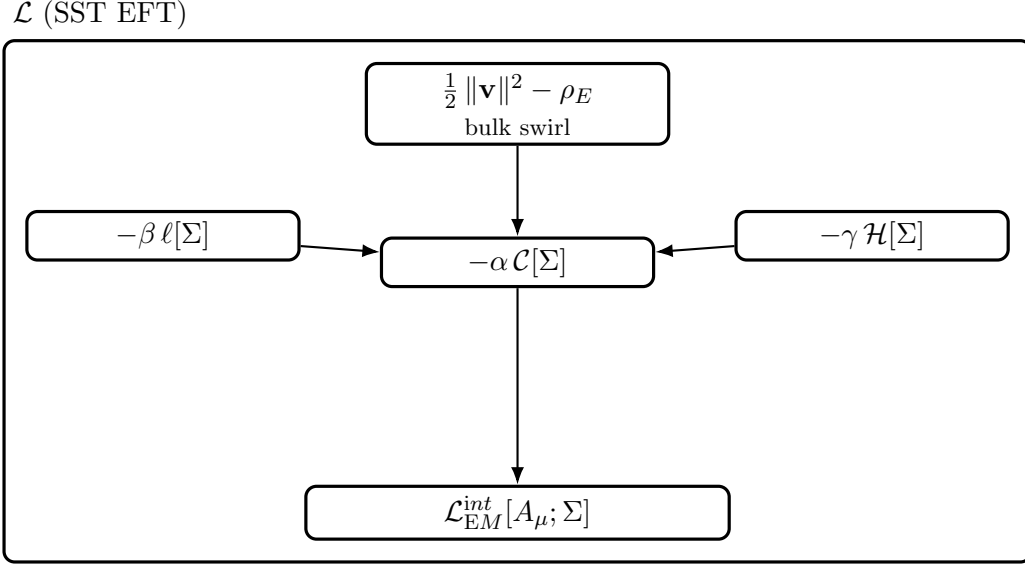 𝓛 (SST EFT)
½ ‖𝐯‖² − ρ_E
bulk swirl
−β ℓ[Σ]
−γ 𝓗[Σ]
−α 𝓒[Σ]
𝓛_EM^int[A_μ; Σ]